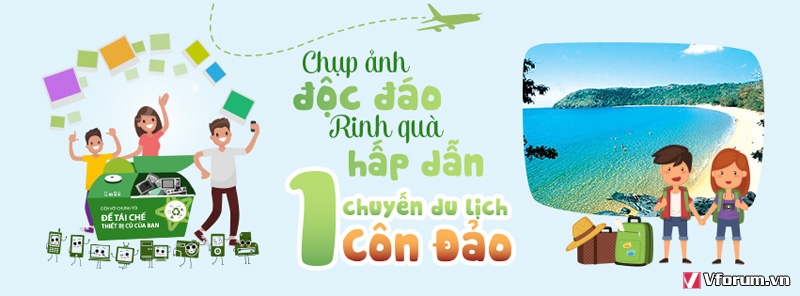 Chụp ảnh
độc đáo
Rinh quà
hấp dẫn
1 chuyến du lịch
Côn Đảo
ĐẾN VỚI CHÚNG TÔI
ĐỂ TÁI CHẾ
THIẾT BỊ CŨ CỦA BẠN
Vforum.vn